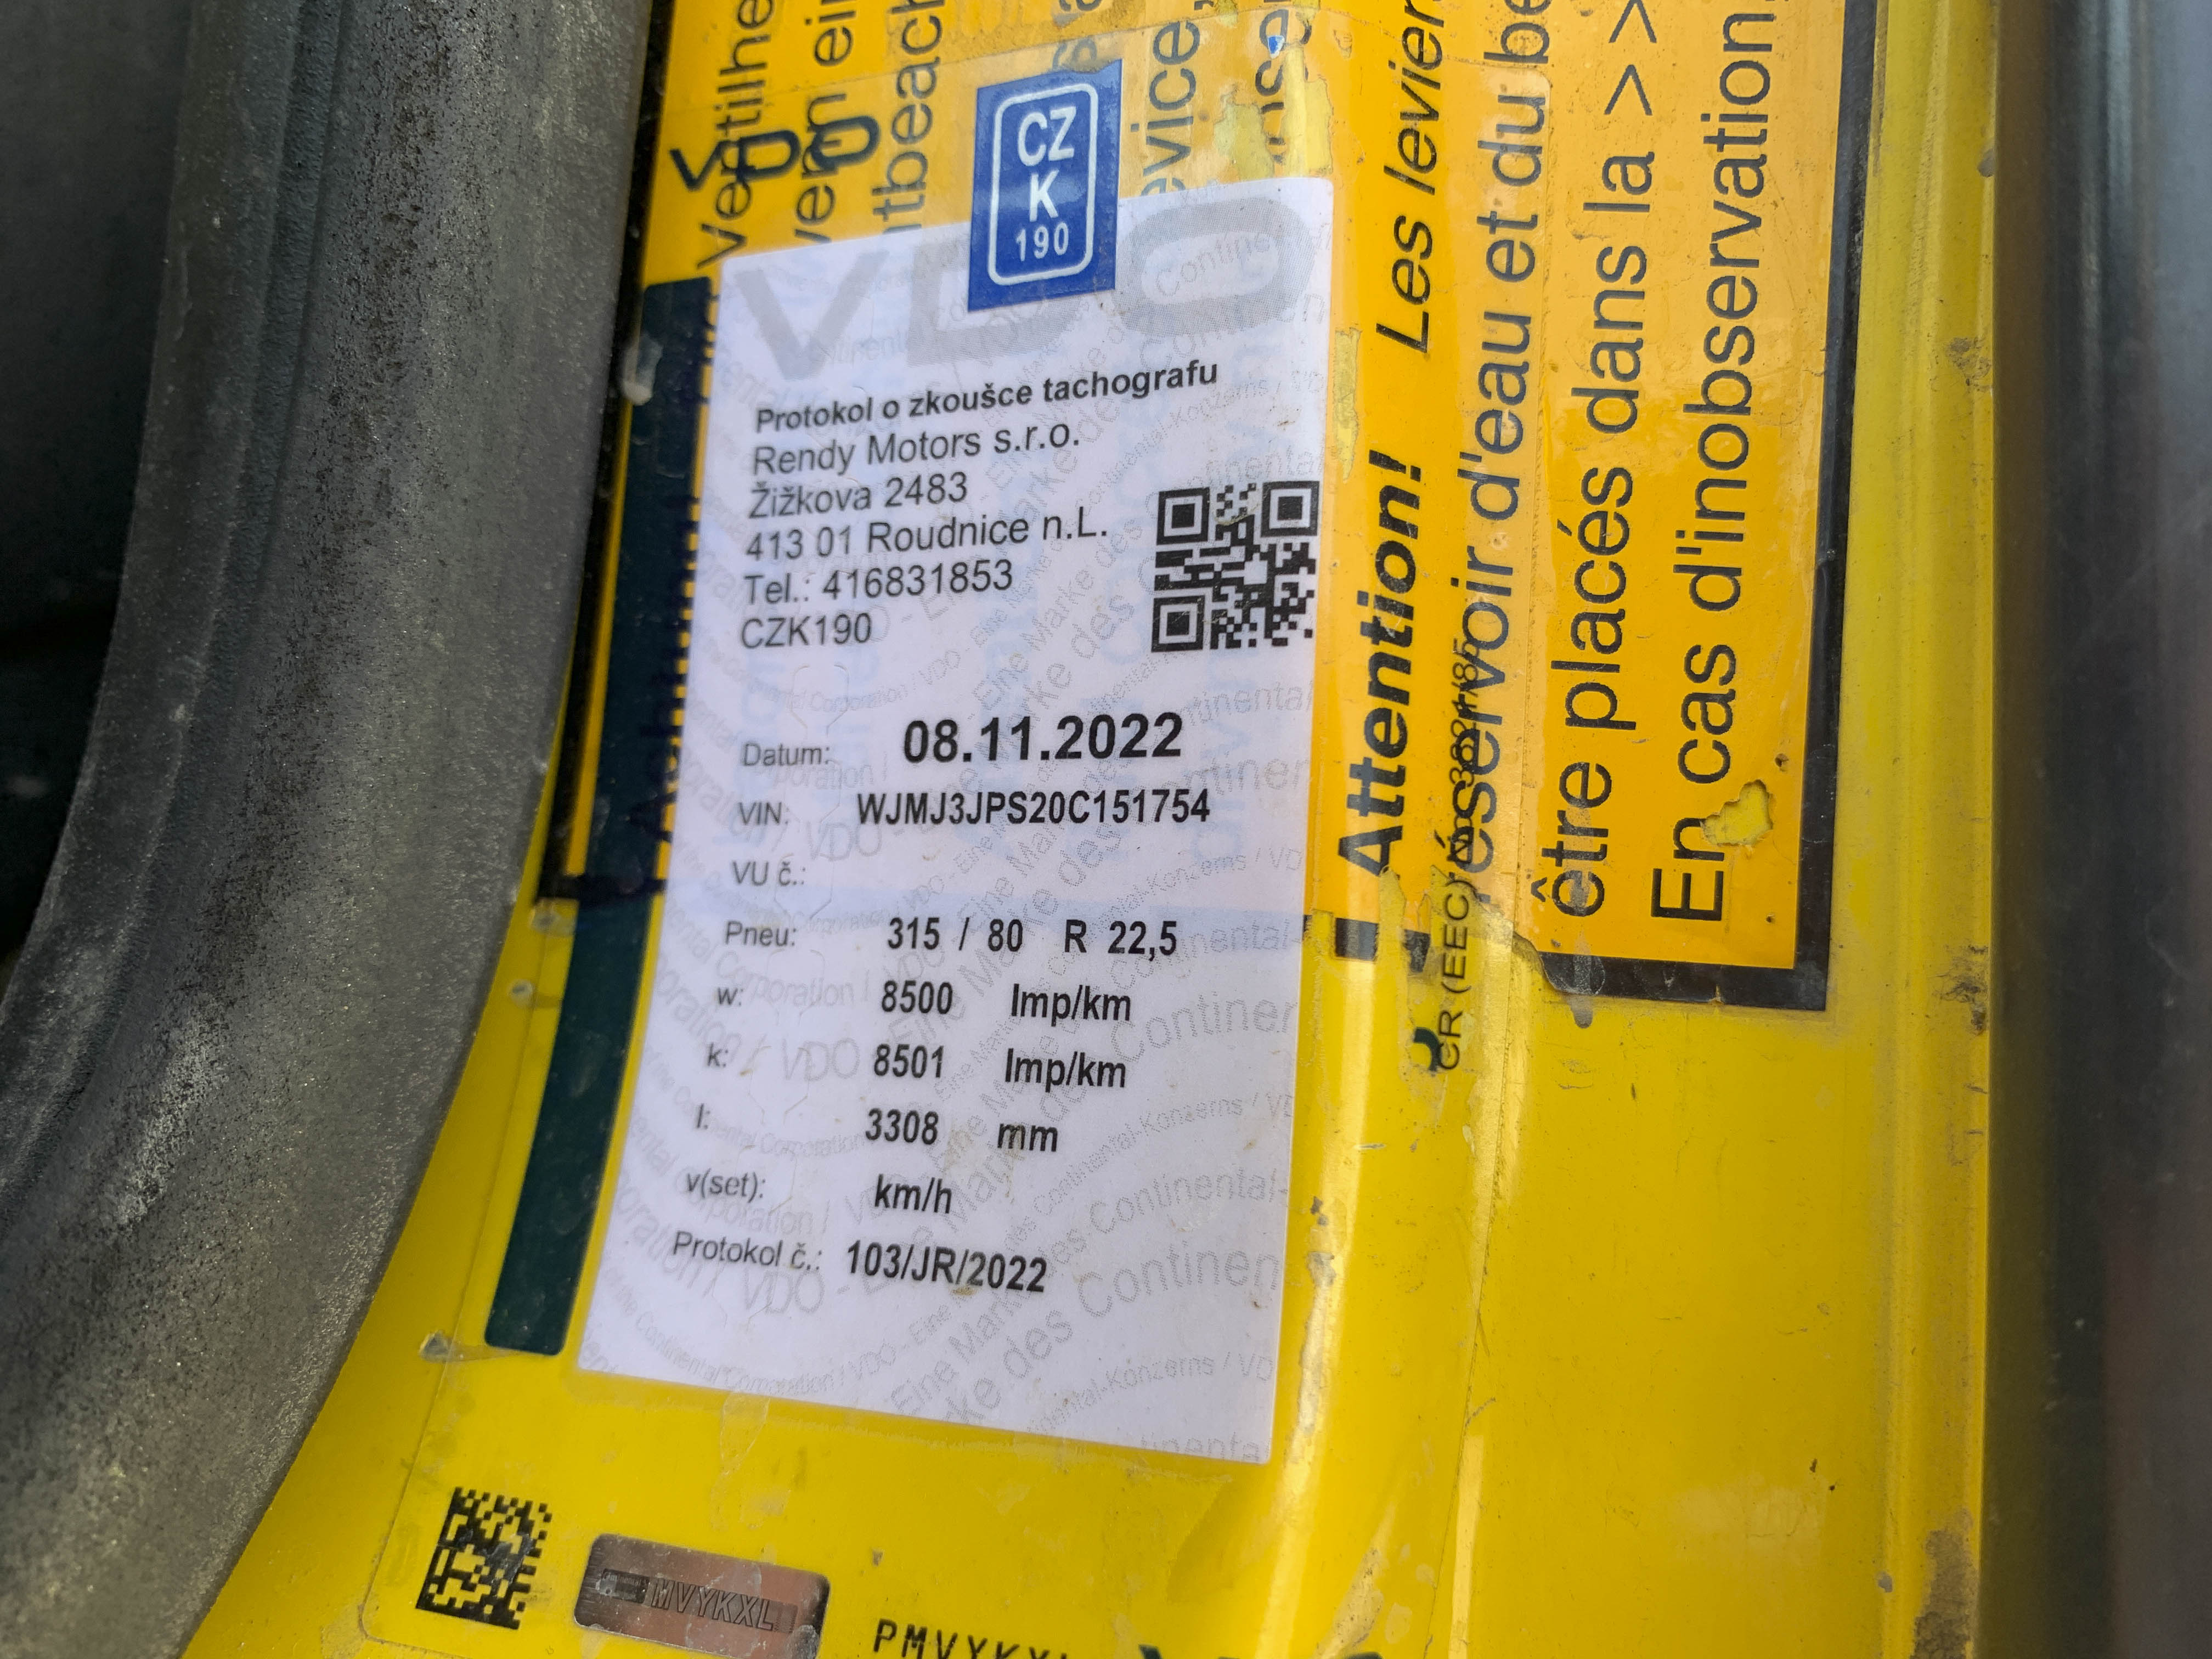 CZ
K
190
VDO
Protokol o zkoušce tachografu
Rendy Motors s.r.o.
Žižkova 2483
413 01 Roudnice n.L.
Tel.: 416831853
CZK190
Datum: 08.11.2022
VIN: WJMJ3JPS20C151754
VU č.:
Pneu: 315 / 80 R 22,5
w: 8500 Imp/km
k: 8501 Imp/km
l: 3308 mm
v(set): km/h
Protokol č.: 103/JR/2022
Attention! Les levier
réservoir d'eau et du be
être placés dans la > >
En cas d'inobservation,
MVYKXL